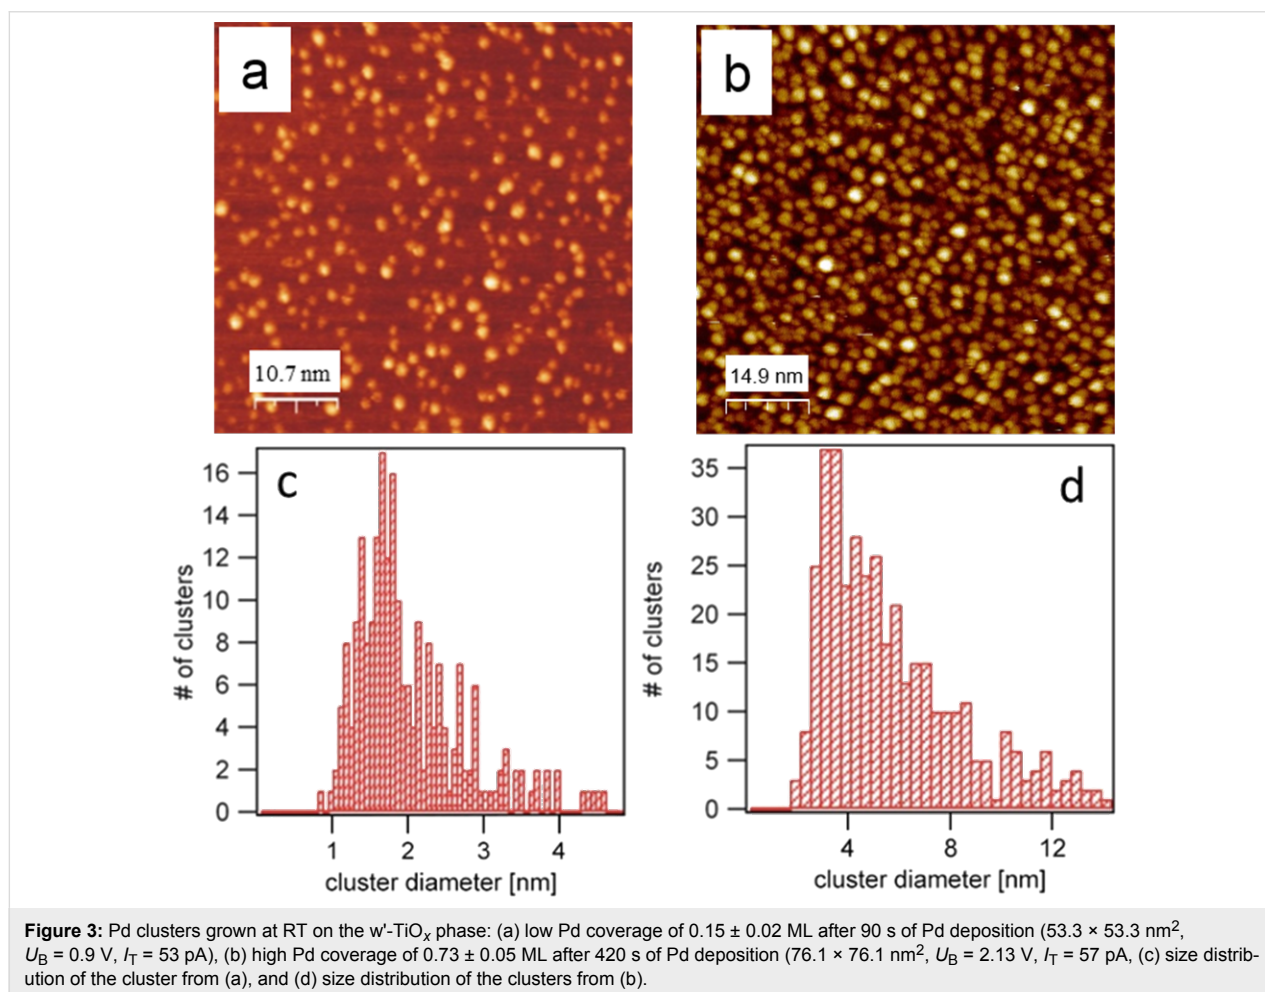 a
b
10.7 nm
14.9 nm
c
16
14
12
10
8
6
4
2
0
# of clusters
1 2 3 4
cluster diameter [nm]
d
35
30
25
20
15
10
5
0
# of clusters
4 8 12
cluster diameter [nm]
Figure 3: Pd clusters grown at RT on the w'-TiOₓ phase: (a) low Pd coverage of 0.15 ± 0.02 ML after 90 s of Pd deposition (53.3 × 53.3 nm²,
U_B = 0.9 V, I_T = 53 pA), (b) high Pd coverage of 0.73 ± 0.05 ML after 420 s of Pd deposition (76.1 × 76.1 nm², U_B = 2.13 V, I_T = 57 pA, (c) size distrib-
ution of the cluster from (a), and (d) size distribution of the clusters from (b).